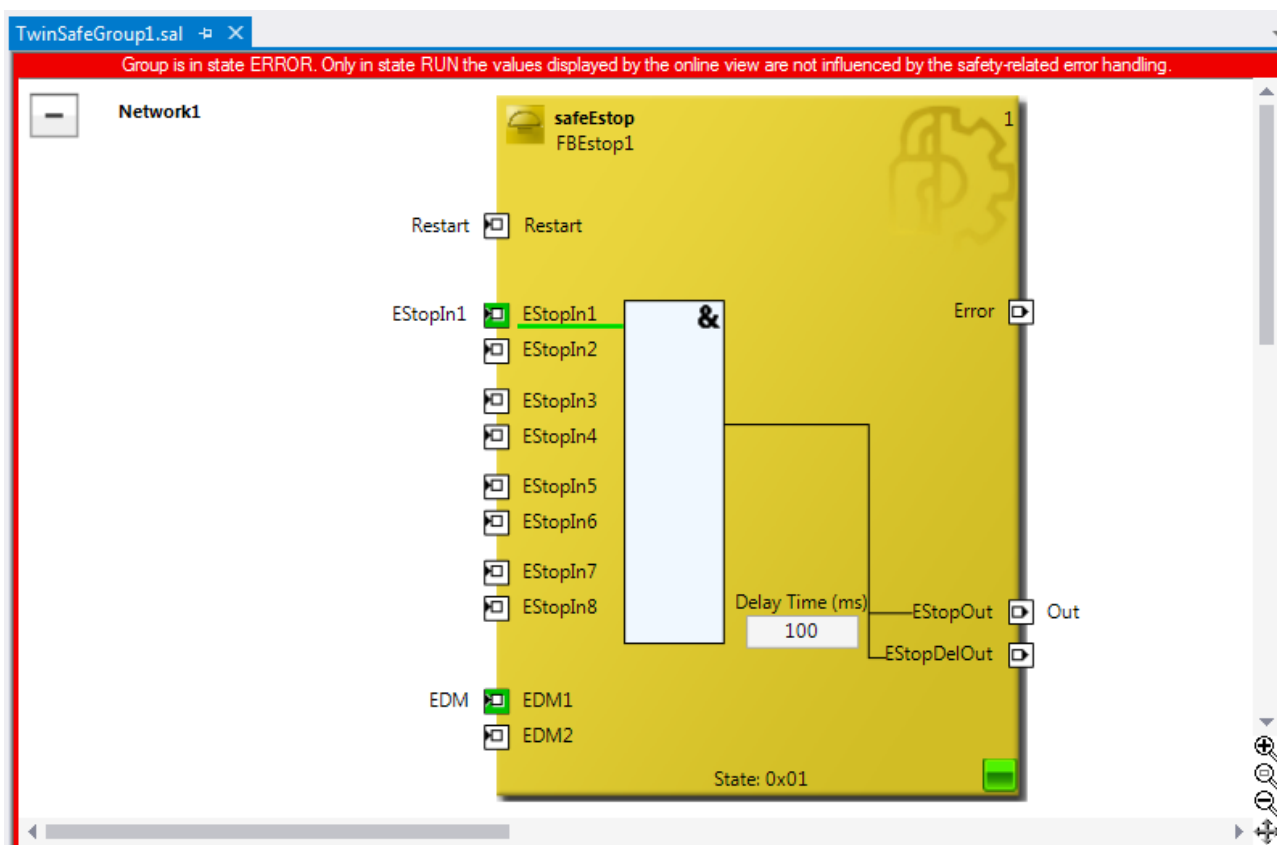 TwinSafeGroup1.sal
Group is in state ERROR. Only in state RUN the values displayed by the online view are not influenced by the safety-related error handling.
Network1
safeEstop
1
FBEstop1
Restart Restart
EStopIn1 EStopIn1 & Error
EStopIn2
EStopIn3
EStopIn4
EStopIn5
EStopIn6
EStopIn7
EStopIn8
Delay Time (ms)
100
EStopOut Out
EStopDelOut
EDM EDM1
EDM2
State: 0x01